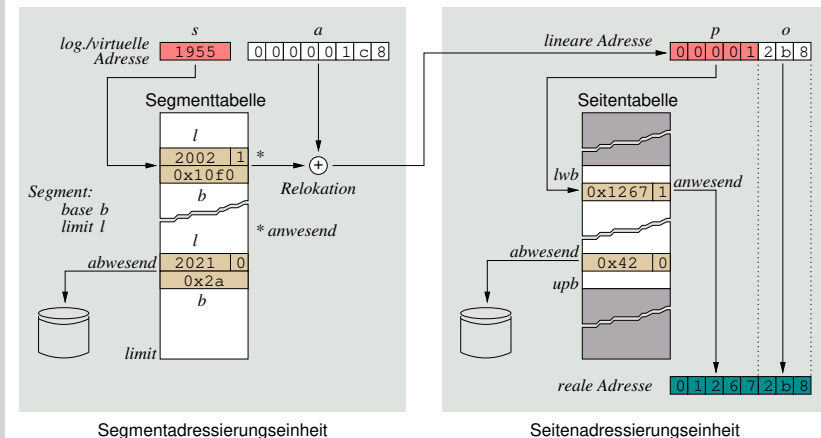 s
a
log./virtuelle
Adresse
1955
0 0 0 0 0 1 c 8
Segmenttabelle
l
2002 1 *
0x10f0
b
+
Relokation
Segment:
base b
limit l
* anwesend
l
abwesend
2021 0
0x2a
b
limit
Segmentadressierungseinheit
p
o
lineare Adresse
0 0 0 0 1 2 b 8
Seitentabelle
lwb
0x1267 1
anwesend
abwesend
0x42 0
upb
reale Adresse
0 1 2 6 7 2 b 8
Seitenadressierungseinheit